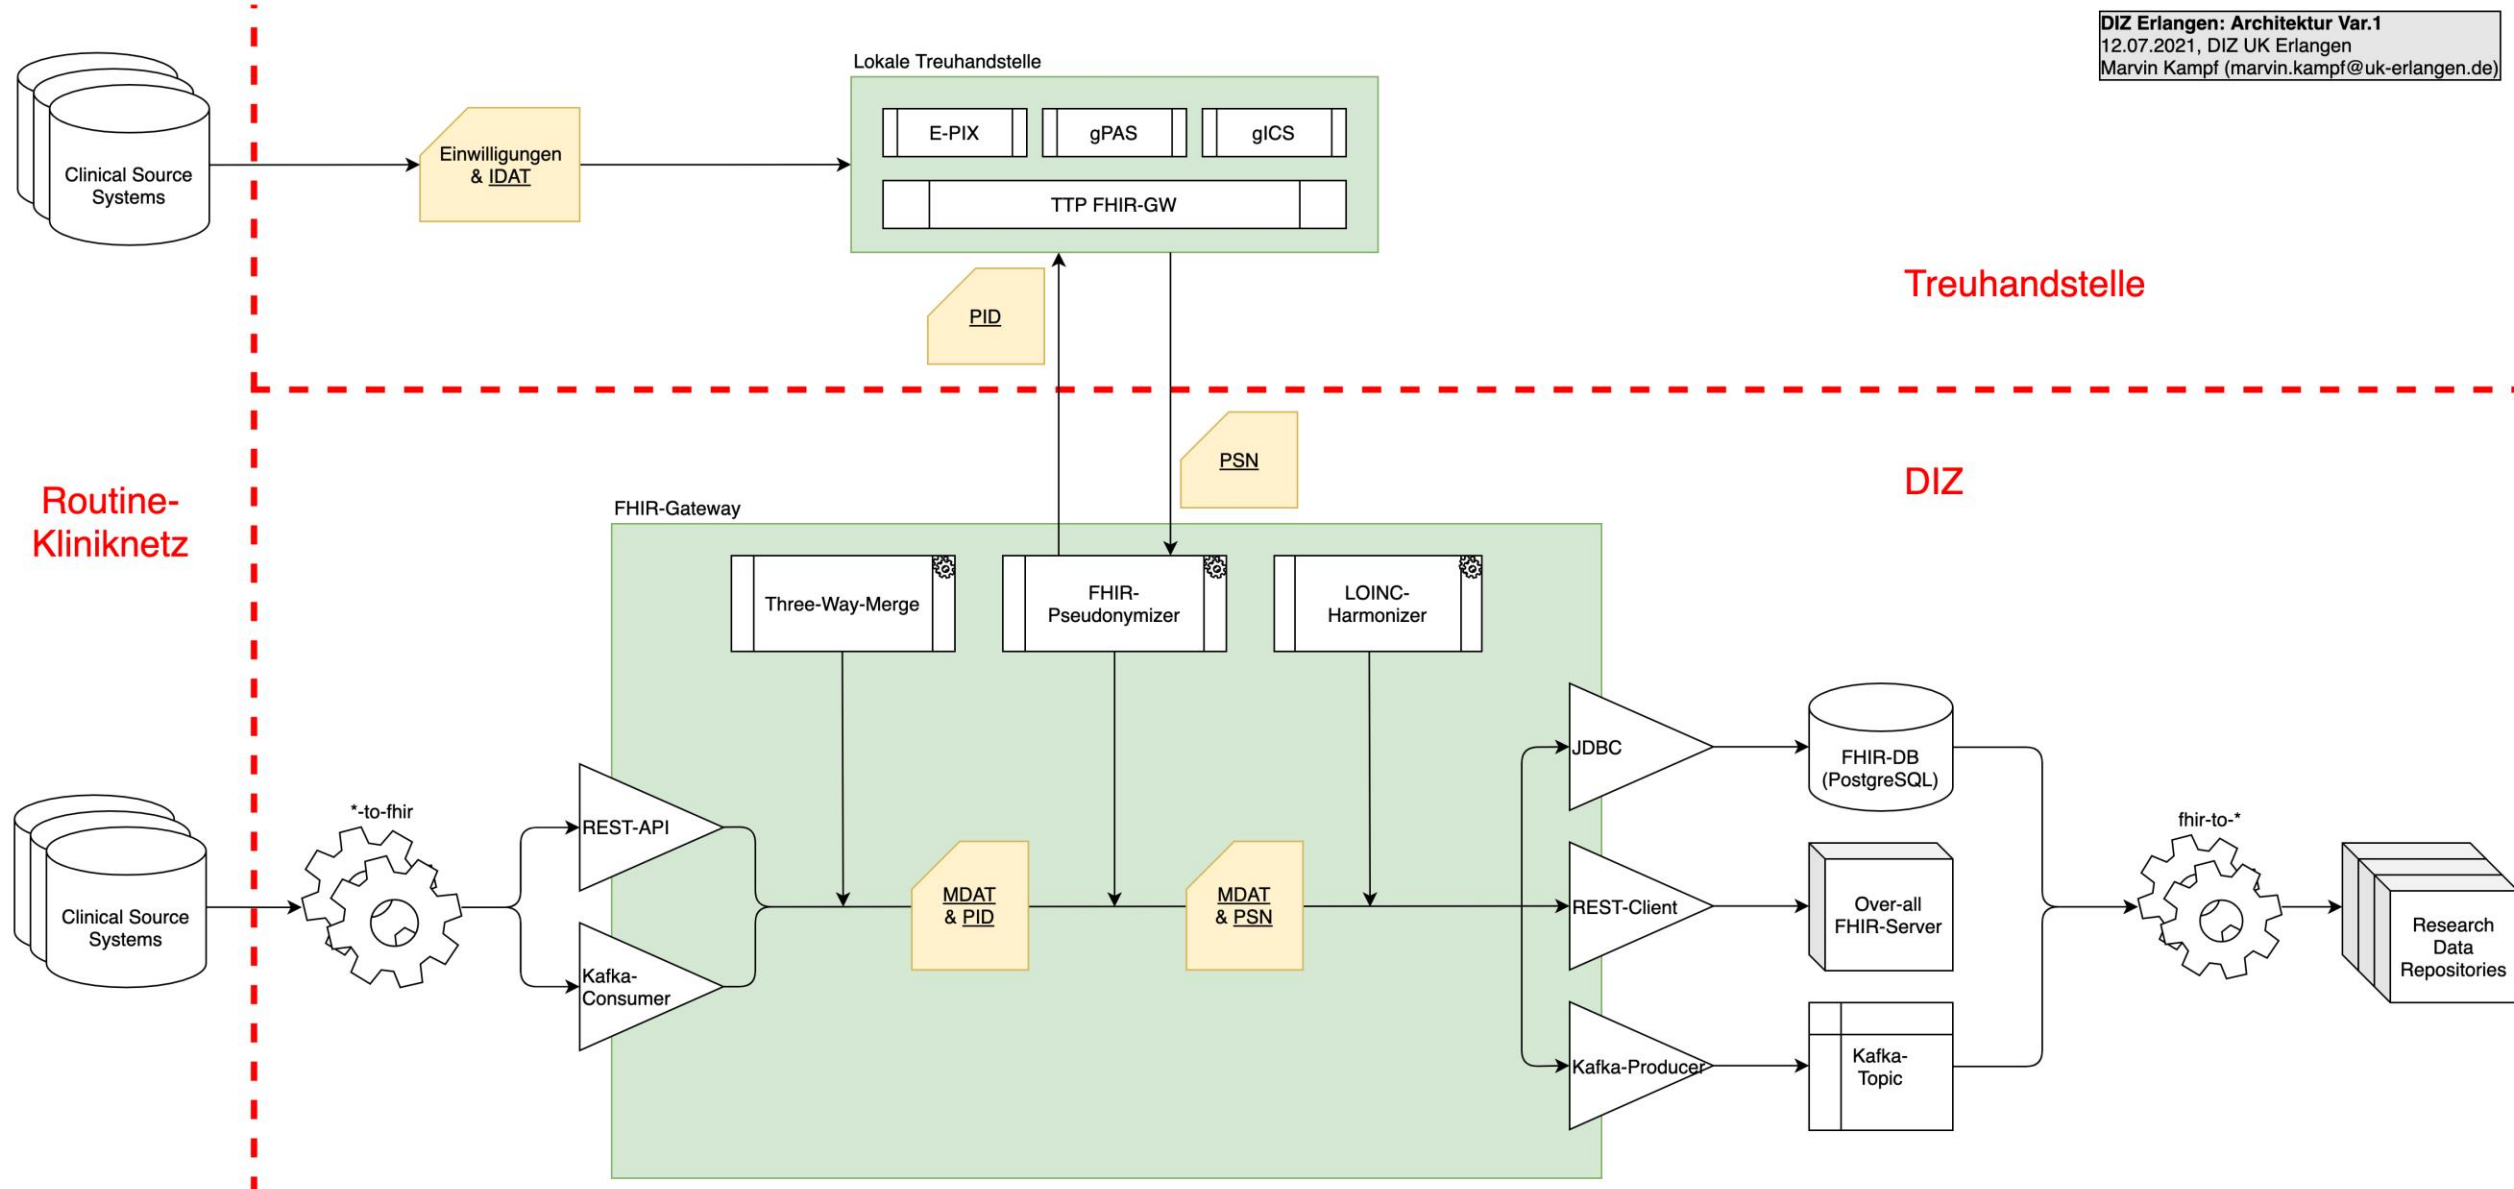 DIZ Erlangen: Architektur Var.1
12.07.2021, DIZ UK Erlangen
Marvin Kampf (marvin.kampf@uk-erlangen.de)
Lokale Treuhandstelle
E-PIX
gPAS
gICS
TTP FHIR-GW
Clinical Source
Systems
Einwilligungen
& IDAT
Treuhandstelle
PID
PSN
DIZ
Routine-
Kliniknetz
FHIR-Gateway
Three-Way-Merge
FHIR-
Pseudonymizer
LOINC-
Harmonizer
Clinical Source
Systems
*-to-fhir
REST-API
Kafka-
Consumer
MDAT
& PID
MDAT
& PSN
JDBC
REST-Client
Kafka-Producer
FHIR-DB
(PostgreSQL)
Over-all
FHIR-Server
Kafka-
Topic
fhir-to-*
Research
Data
Repositories